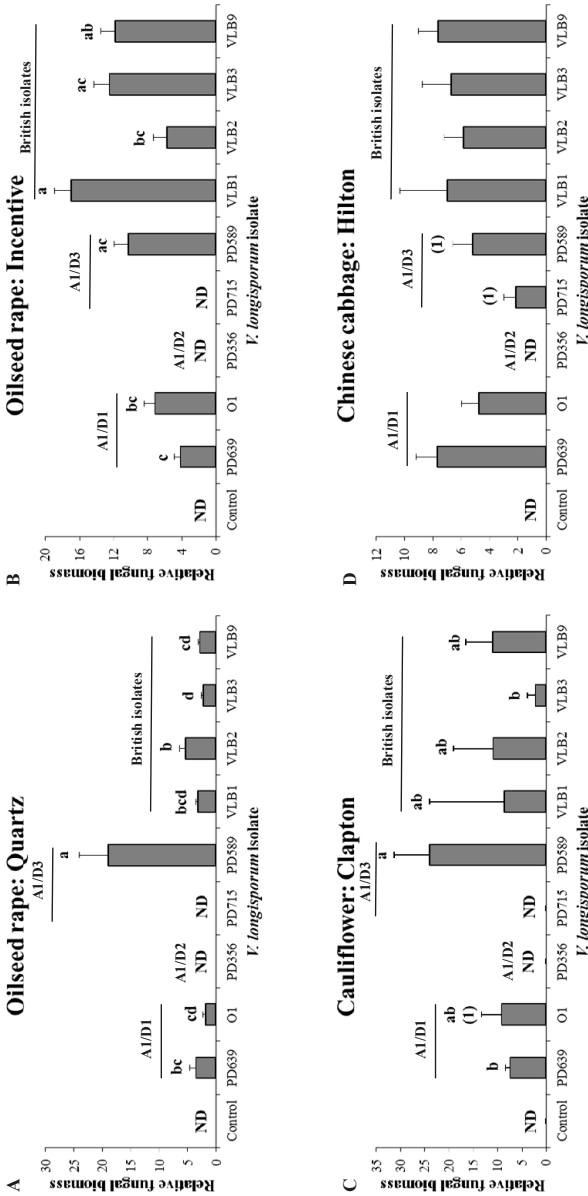 A
Oilseed rape: Quartz
Relative fungal biomass
30
25
20
15
10
5
0
ND
A1/D1
bc
cd
A1/D2
ND
A1/D3
ND
a
British isolates
bcd
b
d
cd
Control PD639 O1 PD356 PD715 PD589 VLB1 VLB2 VLB3 VLB9
V. longisporum isolate
B
Oilseed rape: Incentive
Relative fungal biomass
20
16
12
8
4
0
ND
A1/D1
c
bc
A1/D2
ND
A1/D3
ND
ac
British isolates
a
bc
ac
ab
Control PD639 O1 PD356 PD715 PD589 VLB1 VLB2 VLB3 VLB9
V. longisporum isolate
C
Cauliflower: Clapton
Relative fungal biomass
35
30
25
20
15
10
5
0
ND
A1/D1
b
ab
(1)
A1/D2
ND
A1/D3
ND
a
British isolates
ab
ab
b
ab
Control PD639 O1 PD356 PD715 PD589 VLB1 VLB2 VLB3 VLB9
V. longisporum isolate
D
Chinese cabbage: Hilton
Relative fungal biomass
12
10
8
6
4
2
0
ND
A1/D1
A1/D2
ND
A1/D3
(1)
(1)
British isolates
Control PD639 O1 PD356 PD715 PD589 VLB1 VLB2 VLB3 VLB9
V. longisporum isolate